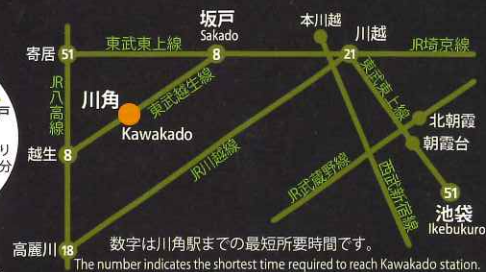 坂戸
Sakado
本川越
川越
寄居
51
東武東上線
8
21
JR埼京線
戸
り
分
JR八高線
川角
Kawakado
東武越生線
東武東上線
北朝霞
朝霞台
越生
8
JR川越線
JR武蔵野線
西武新宿線
51
池袋
Ikebukuro
高麗川
18
数字は川角駅までの最短所要時間です。
The number indicates the shortest time required to reach Kawakado station.